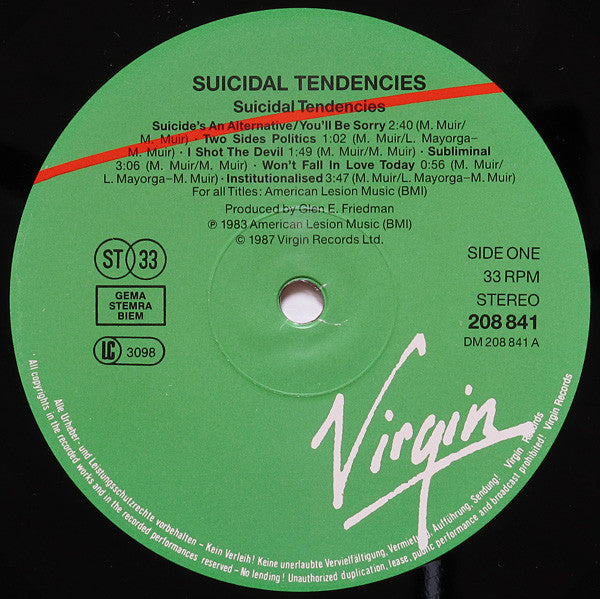 SUICIDAL TENDENCIES
Suicidal Tendencies
Suicide's An Alternative/You'll Be Sorry 2:40 (M. Muir/
M. Muir) · Two Sides Politics 1:02 (M. Muir/L. Mayorga–
M. Muir) · I Shot The Devil 1:49 (M. Muir/M. Muir) · Subliminal
3:06 (M. Muir/M. Muir) · Won't Fall In Love Today 0:56 (M. Muir/
L. Mayorga–M. Muir) · Institutionalised 3:47 (M. Muir/L. Mayorga–M. Muir)
For all Titles: American Lesion Music (BMI)
Produced by Glen E. Friedman
℗ 1983 American Lesion Music (BMI)
© 1987 Virgin Records Ltd.
ST 33
GEMA
STEMRA
BIEM
LC 3098
SIDE ONE
33 RPM
STEREO
208 841
DM 208 841 A
Virgin
Alle Urheber- und Leistungsschutzrechte vorbehalten – Kein Verleih! Keine unerlaubte Vervielfältigung, Vermietung, Aufführung, Sendung! Virgin Records
All copyrights in the recorded works and in the recorded performances reserved – No lending! Unauthorized duplication, lease, public performance and broadcast prohibited! Virgin Records